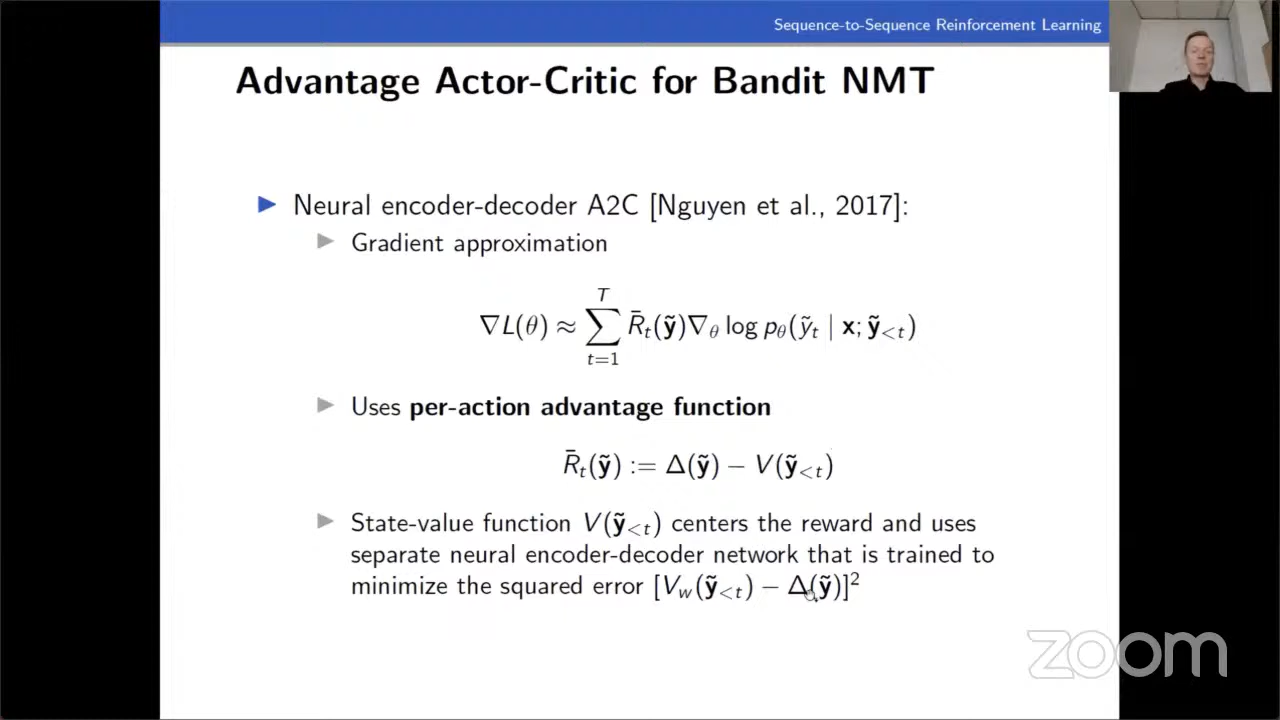 Sequence-to-Sequence Reinforcement Learning
Advantage Actor-Critic for Bandit NMT
▶ Neural encoder-decoder A2C [Nguyen et al., 2017]:
▶ Gradient approximation
∇L(θ) ≈ ∑_{t=1}^{T} R̄_t(ỹ)∇_θ log p_θ(ỹ_t | x; ỹ_{<t})
▶ Uses per-action advantage function
R̄_t(ỹ) := Δ(ỹ) − V(ỹ_{<t})
▶ State-value function V(ỹ_{<t}) centers the reward and uses
separate neural encoder-decoder network that is trained to
minimize the squared error [V_w(ỹ_{<t}) − Δ(ỹ)]²
zoom